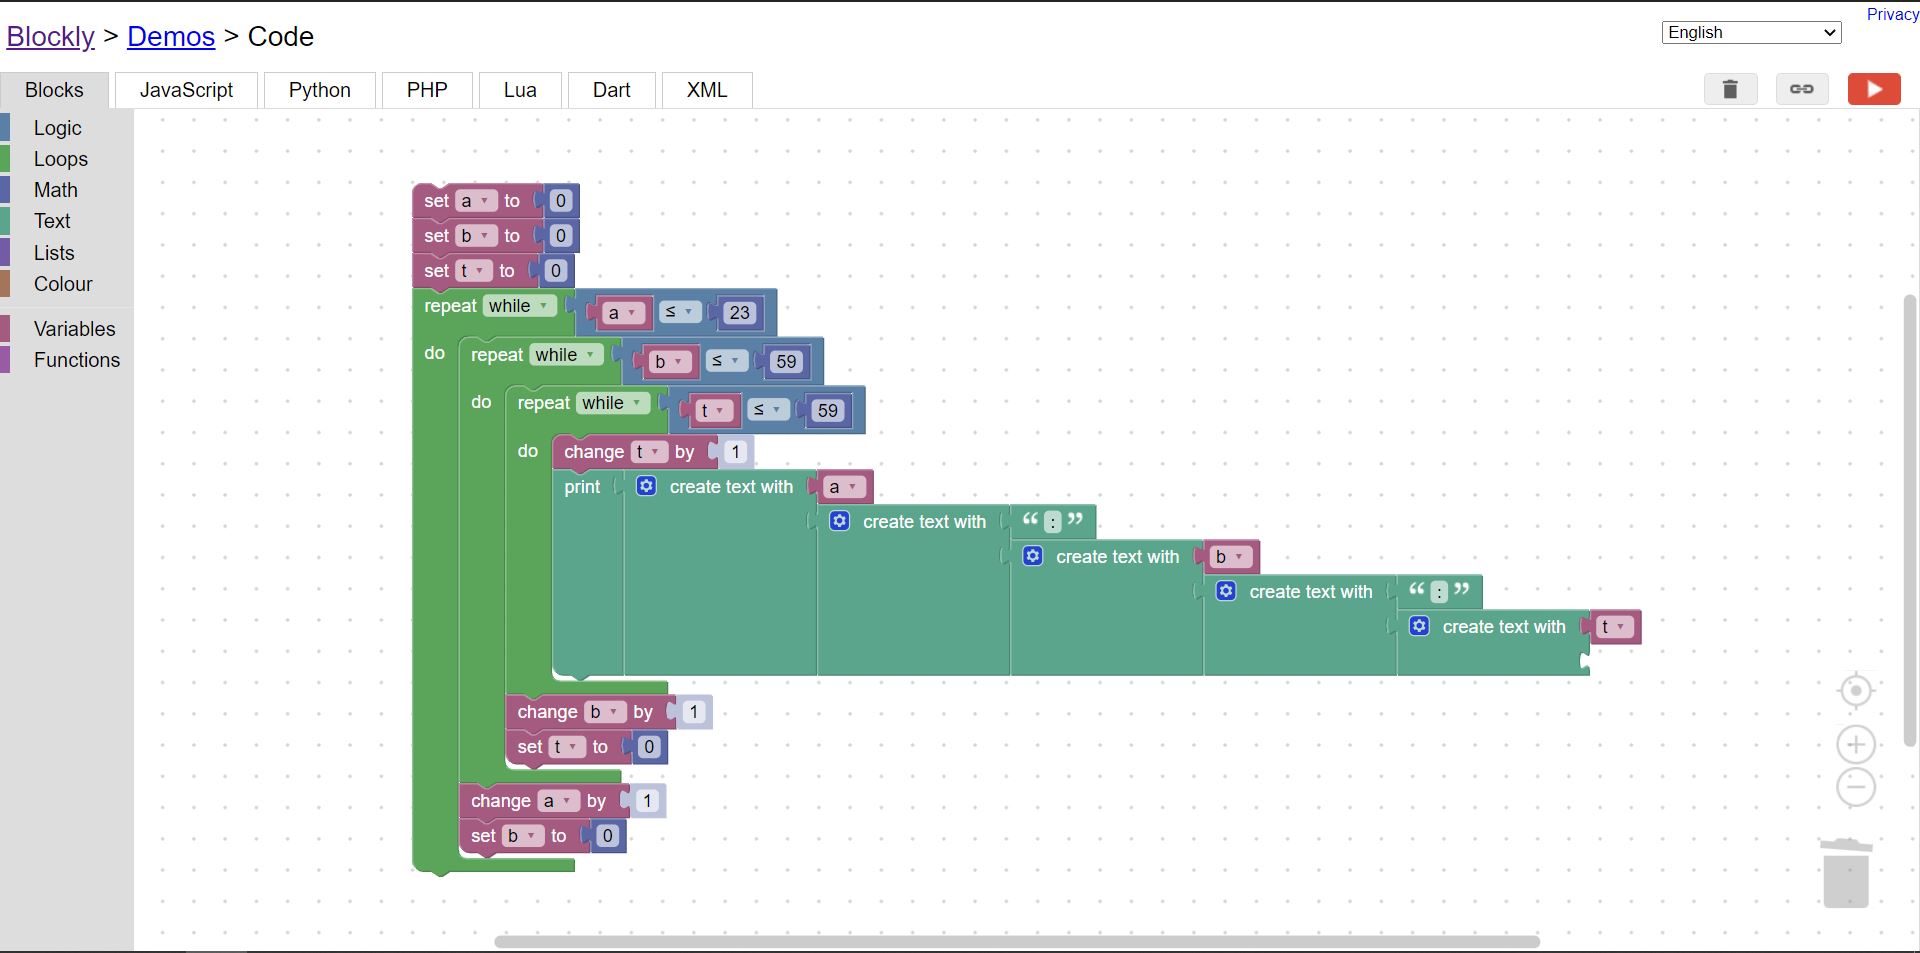 Privacy
Blockly > Demos > Code
English
Blocks JavaScript Python PHP Lua Dart XML
Logic
Loops
Math
Text
Lists
Colour
Variables
Functions
set a to 0
set b to 0
set t to 0
repeat while a ≤ 23
do repeat while b ≤ 59
do repeat while t ≤ 59
do change t by 1
print create text with a
create text with “ : ”
create text with b
create text with “ : ”
create text with t
change b by 1
set t to 0
change a by 1
set b to 0